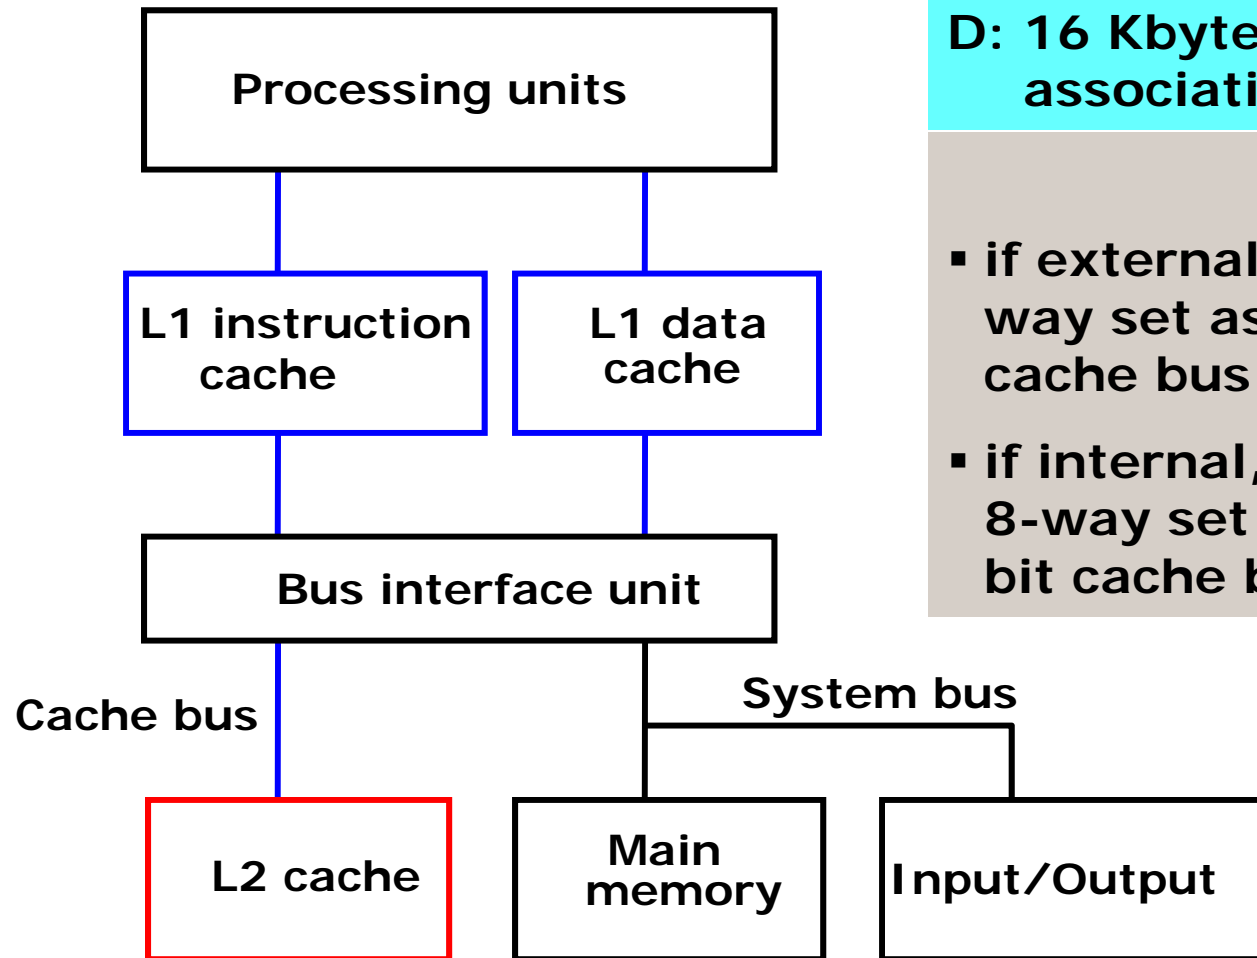 Processing units
L1 instruction
cache
L1 data
cache
Bus interface unit
Cache bus
System bus
L2 cache
Main
memory
Input/Output
D: 16 Kbyte
▪ if external
way set as
cache bus
▪ if internal,
8-way set
bit cache